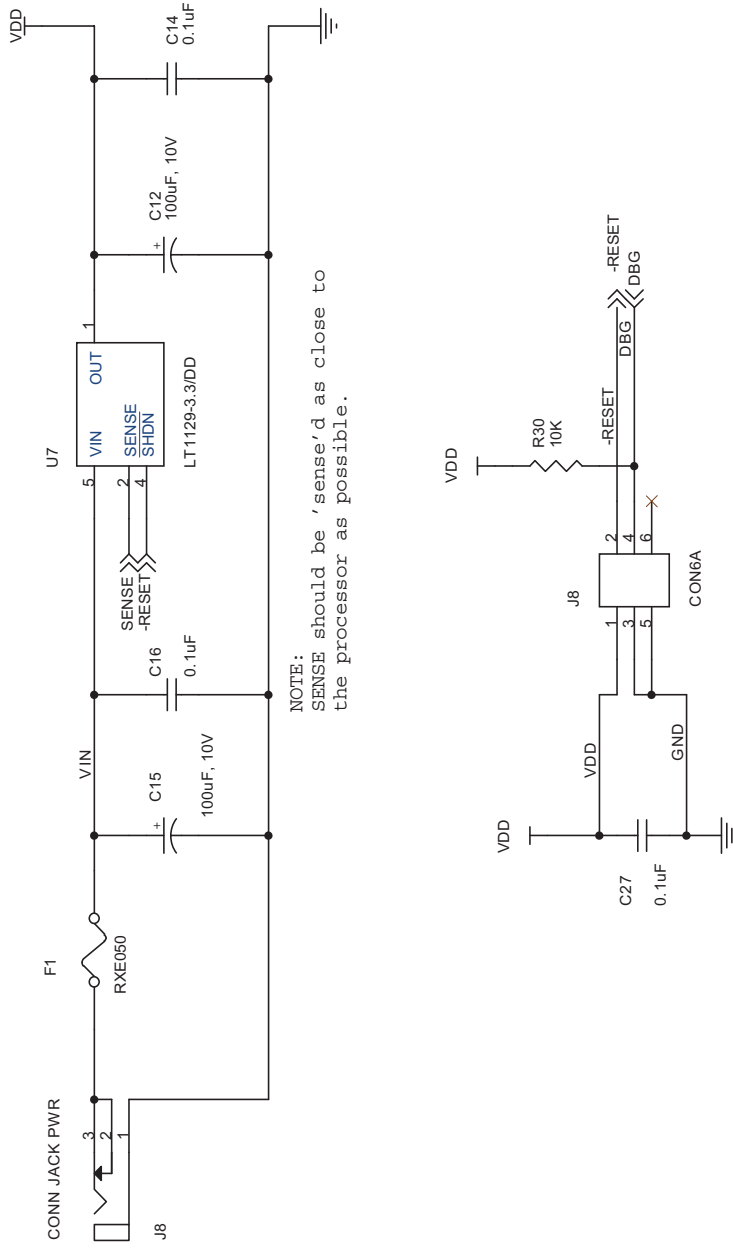 CONN JACK PWR
3
2
1
J8
F1
RXE050
VIN
C15
100uF, 10V
C16
0.1uF
SENSE
-RESET
U7
5
2
4
VIN
SENSE
SHDN
OUT
1
LT1129-3.3/DD
C12
100uF, 10V
C14
0.1uF
VDD
+
+
NOTE:
SENSE should be 'sense'd as close to
the processor as possible.
VDD
C27
0.1uF
VDD
GND
J8
1
3
5
2
4
6
CON6A
VDD
R30
10K
-RESET
DBG
-RESET
DBG